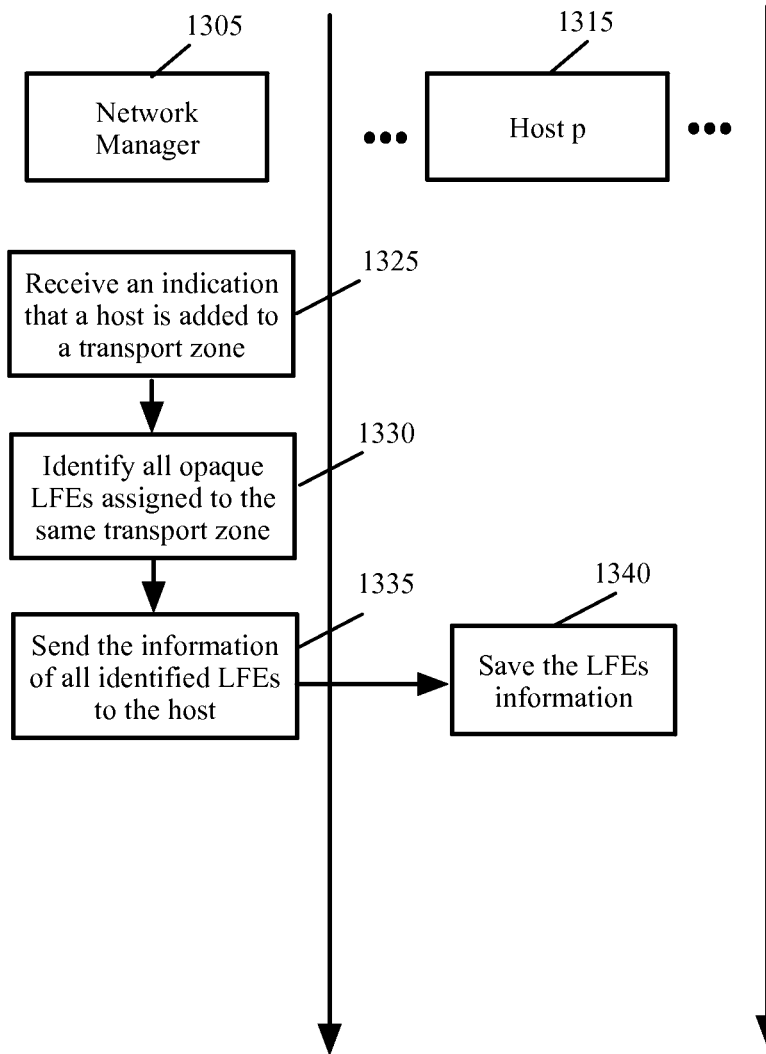 1305
1315
Network
Manager
Host p
1325
Receive an indication
that a host is added to
a transport zone
1330
Identify all opaque
LFEs assigned to the
same transport zone
1335
1340
Send the information
of all identified LFEs
to the host
Save the LFEs
information